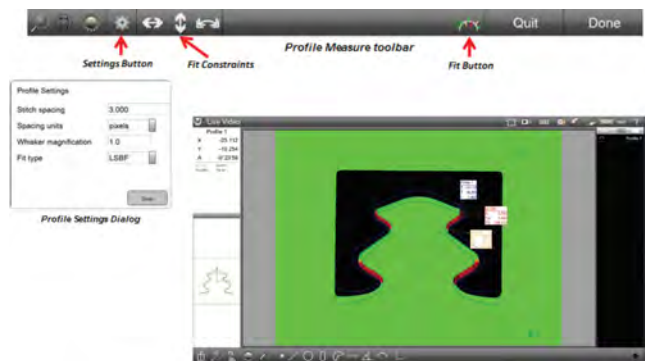 Quit
Done
Profile Measure toolbar
Settings Button
Fit Constraints
Fit Button
Profile Settings
Stitch spacing 3.000
Spacing units pixels
Whisker magnification 1.0
Fit type LSBF
Profile Settings Dialog
Live Video
Profile 1
X
Y
A